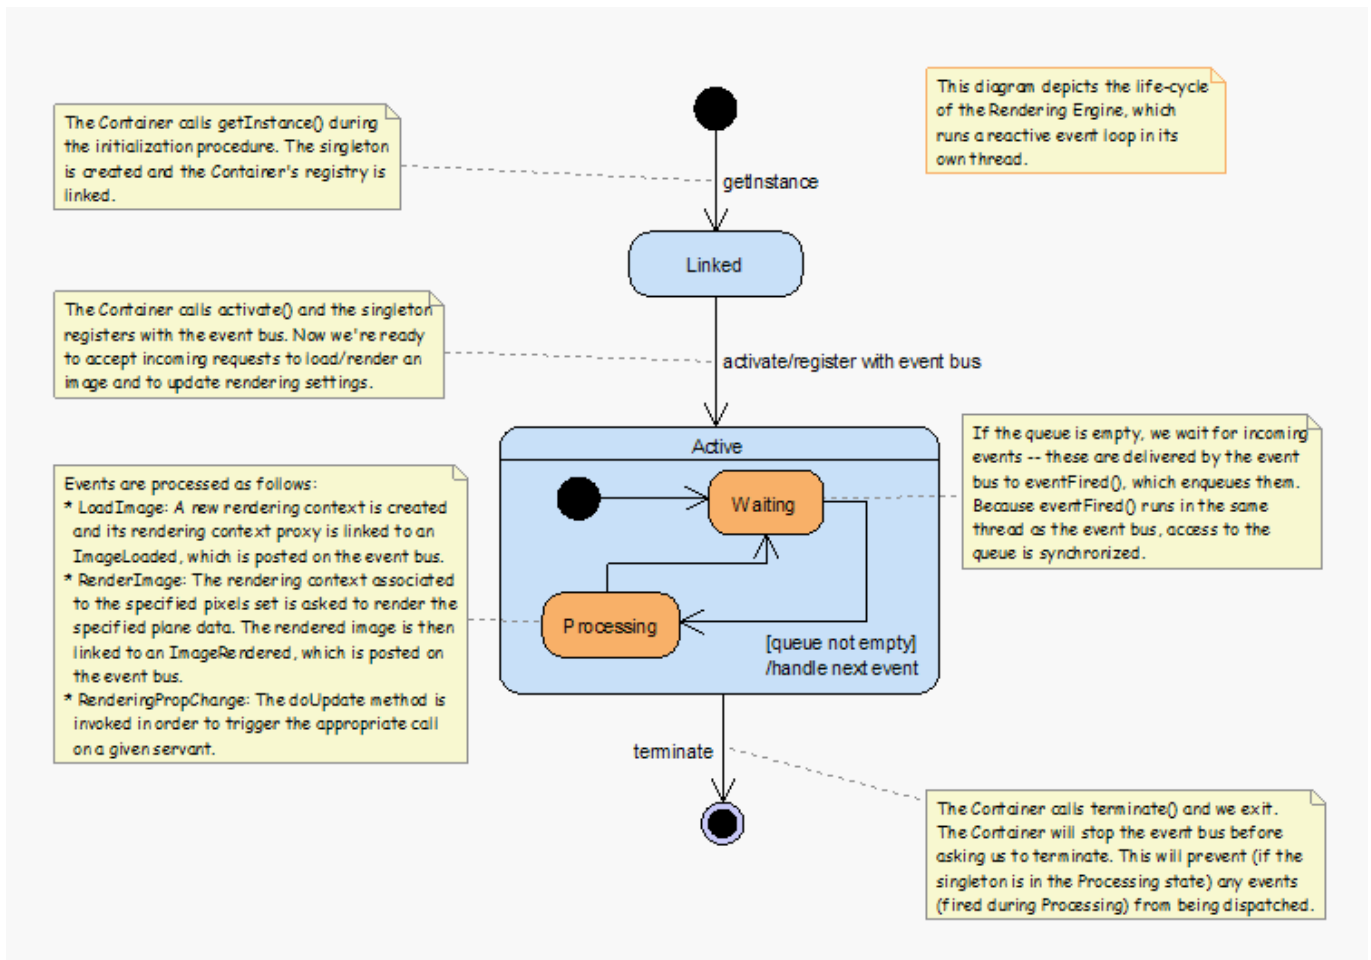 This diagram depicts the life-cycle
of the Rendering Engine, which
runs a reactive event loop in its
own thread.
The Container calls getInstance() during
the initialization procedure. The singleton
is created and the Container's registry is
linked.
getInstance
Linked
The Container calls activate() and the singleton
registers with the event bus. Now we're ready
to accept incoming requests to load/render an
image and to update rendering settings.
activate/register with event bus
Active
Waiting
Processing
[queue not empty]
/handle next event
If the queue is empty, we wait for incoming
events -- these are delivered by the event
bus to eventFired(), which enqueues them.
Because eventFired() runs in the same
thread as the event bus, access to the
queue is synchronized.
Events are processed as follows:
* LoadImage: A new rendering context is created
and its rendering context proxy is linked to an
ImageLoaded, which is posted on the event bus.
* RenderImage: The rendering context associated
to the specified pixels set is asked to render the
specified plane data. The rendered image is then
linked to an ImageRendered, which is posted on
the event bus.
* RenderingPropChange: The doUpdate method is
invoked in order to trigger the appropriate call
on a given servant.
terminate
The Container calls terminate() and we exit.
The Container will stop the event bus before
asking us to terminate. This will prevent (if the
singleton is in the Processing state) any events
(fired during Processing) from being dispatched.